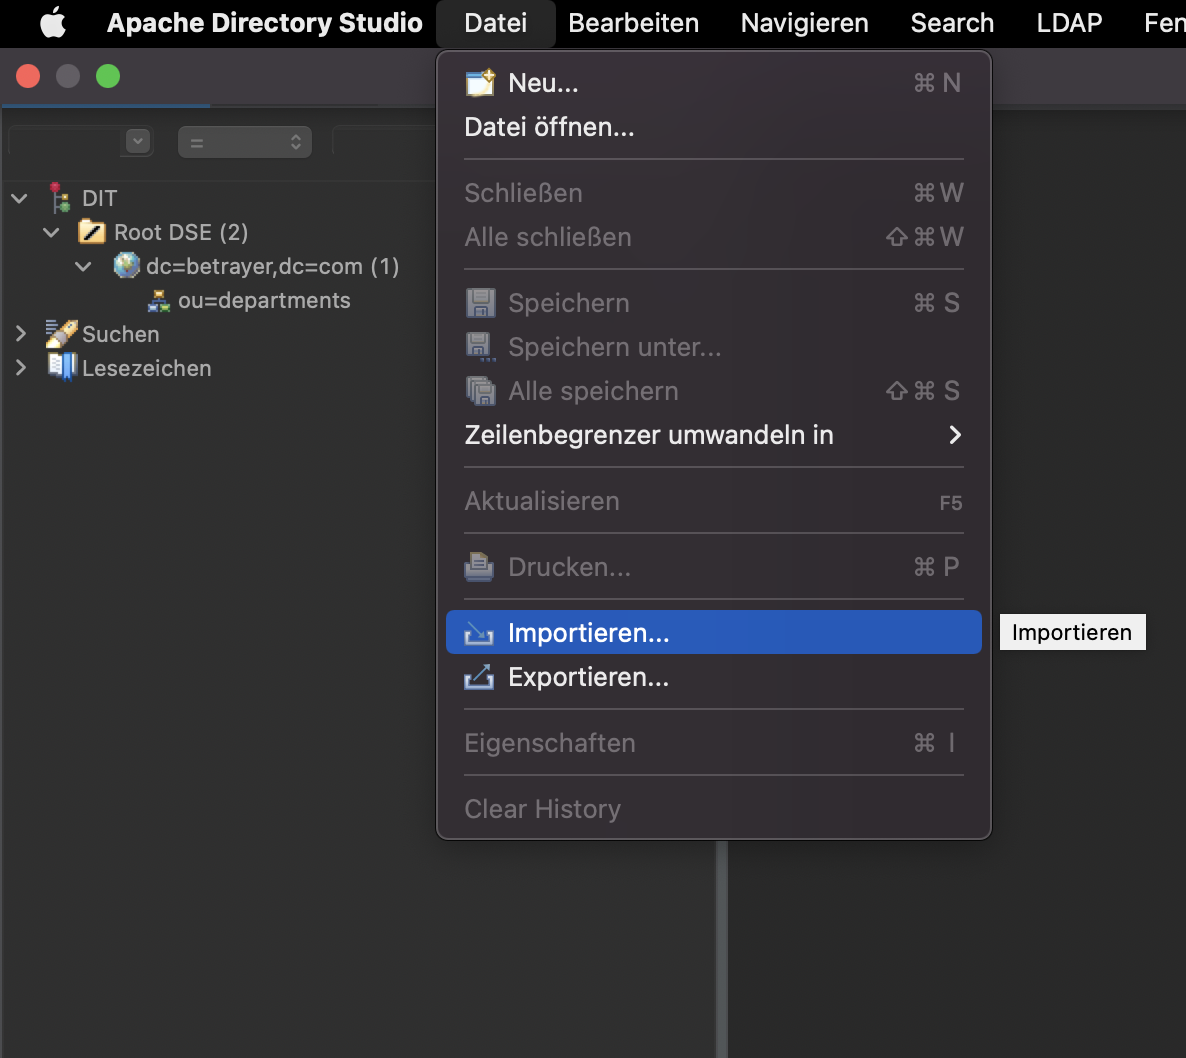 Apache Directory Studio Datei Bearbeiten Navigieren Search LDAP Fen
=
DIT
Root DSE (2)
dc=betrayer,dc=com (1)
ou=departments
Suchen
Lesezeichen
Neu... ⌘ N
Datei öffnen...
Schließen ⌘ W
Alle schließen ⇧ ⌘ W
Speichern ⌘ S
Speichern unter...
Alle speichern ⇧ ⌘ S
Zeilenbegrenzer umwandeln in
Aktualisieren F5
Drucken... ⌘ P
Importieren...
Exportieren...
Eigenschaften ⌘ I
Clear History
Importieren